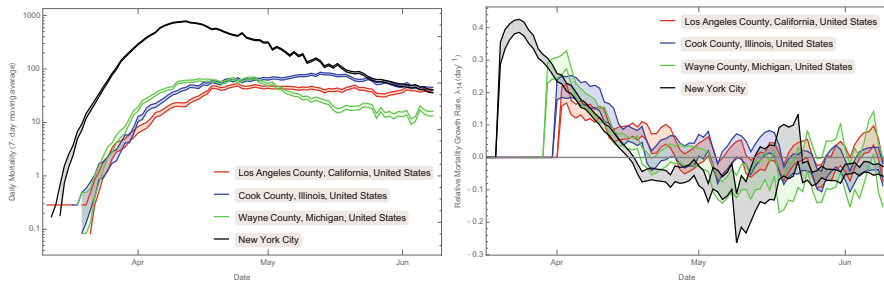 Daily Mortality (7-day moving average)
1000
100
10
1
0.1
Los Angeles County, California, United States
Cook County, Illinois, United States
Wayne County, Michigan, United States
New York City
Apr
May
Jun
Date
Relative Mortality Growth Rate, λ14(day⁻¹)
0.4
0.3
0.2
0.1
0.0
-0.1
-0.2
-0.3
Los Angeles County, California, United States
Cook County, Illinois, United States
Wayne County, Michigan, United States
New York City
Apr
May
Jun
Date